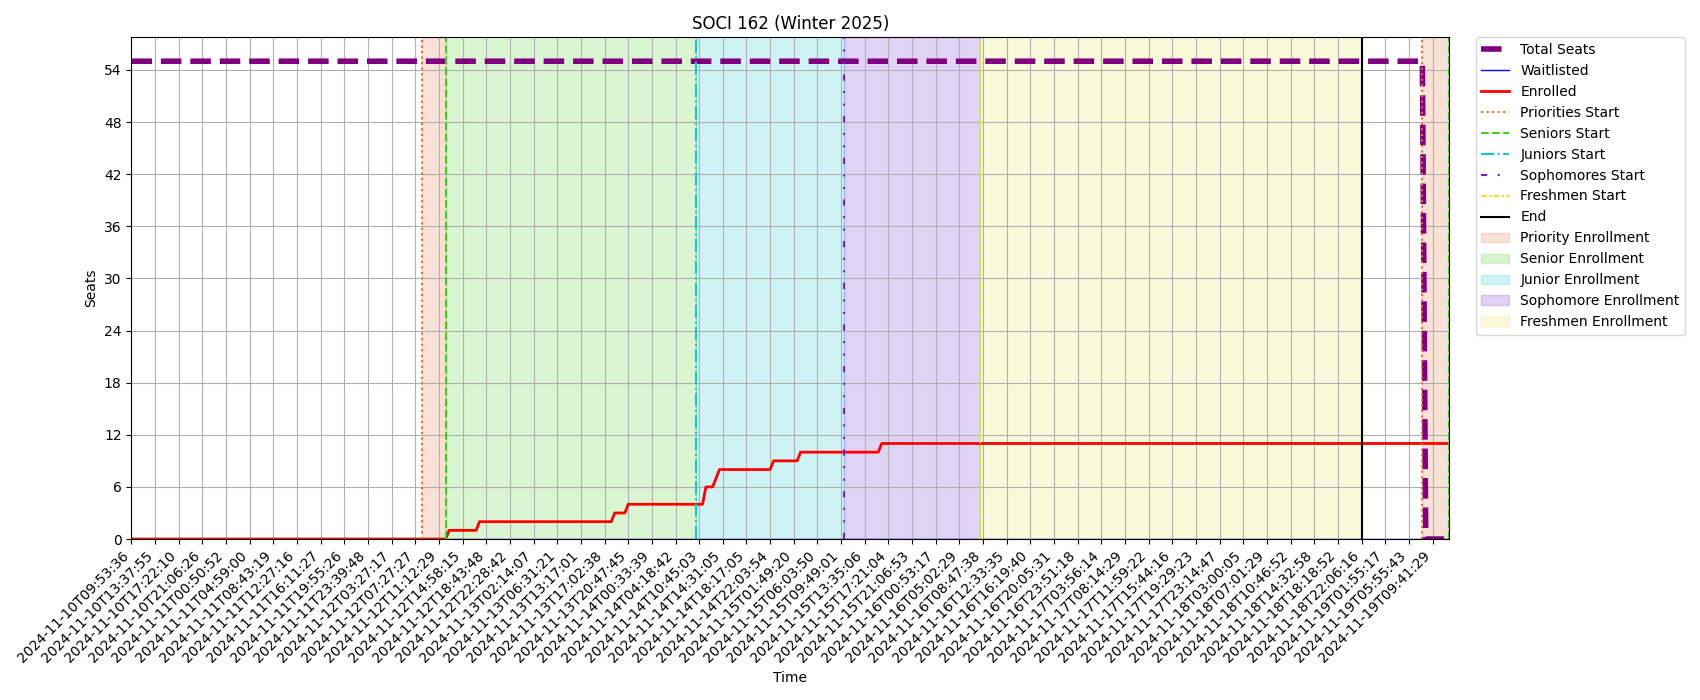 SOCI 162 (Winter 2025)
Seats
54
48
42
36
30
24
18
12
6
0
2024-11-10T09:53:36
2024-11-10T13:37:55
2024-11-10T17:22:10
2024-11-10T21:06:26
2024-11-11T00:50:52
2024-11-11T04:59:00
2024-11-11T08:43:19
2024-11-11T12:27:16
2024-11-11T16:11:27
2024-11-11T19:55:26
2024-11-11T23:39:48
2024-11-12T03:27:17
2024-11-12T07:27:27
2024-11-12T11:12:29
2024-11-12T14:58:15
2024-11-12T18:43:48
2024-11-12T22:28:42
2024-11-13T02:14:07
2024-11-13T06:31:21
2024-11-13T13:17:01
2024-11-13T17:02:38
2024-11-13T20:47:45
2024-11-14T00:33:39
2024-11-14T04:18:42
2024-11-14T10:45:03
2024-11-14T14:31:05
2024-11-14T18:17:05
2024-11-14T22:03:54
2024-11-15T01:49:20
2024-11-15T06:03:50
2024-11-15T09:49:01
2024-11-15T13:35:06
2024-11-15T17:21:04
2024-11-15T21:06:53
2024-11-16T00:53:17
2024-11-16T05:02:29
2024-11-16T08:47:38
2024-11-16T12:33:35
2024-11-16T16:19:40
2024-11-16T20:05:31
2024-11-16T23:51:18
2024-11-17T03:56:14
2024-11-17T08:14:29
2024-11-17T11:59:22
2024-11-17T15:44:16
2024-11-17T19:29:23
2024-11-17T23:14:47
2024-11-18T03:00:05
2024-11-18T07:01:29
2024-11-18T10:46:52
2024-11-18T14:32:58
2024-11-18T18:18:52
2024-11-18T22:06:16
2024-11-19T01:55:17
2024-11-19T05:55:43
2024-11-19T09:41:29
Time
Total Seats
Waitlisted
Enrolled
Priorities Start
Seniors Start
Juniors Start
Sophomores Start
Freshmen Start
End
Priority Enrollment
Senior Enrollment
Junior Enrollment
Sophomore Enrollment
Freshmen Enrollment